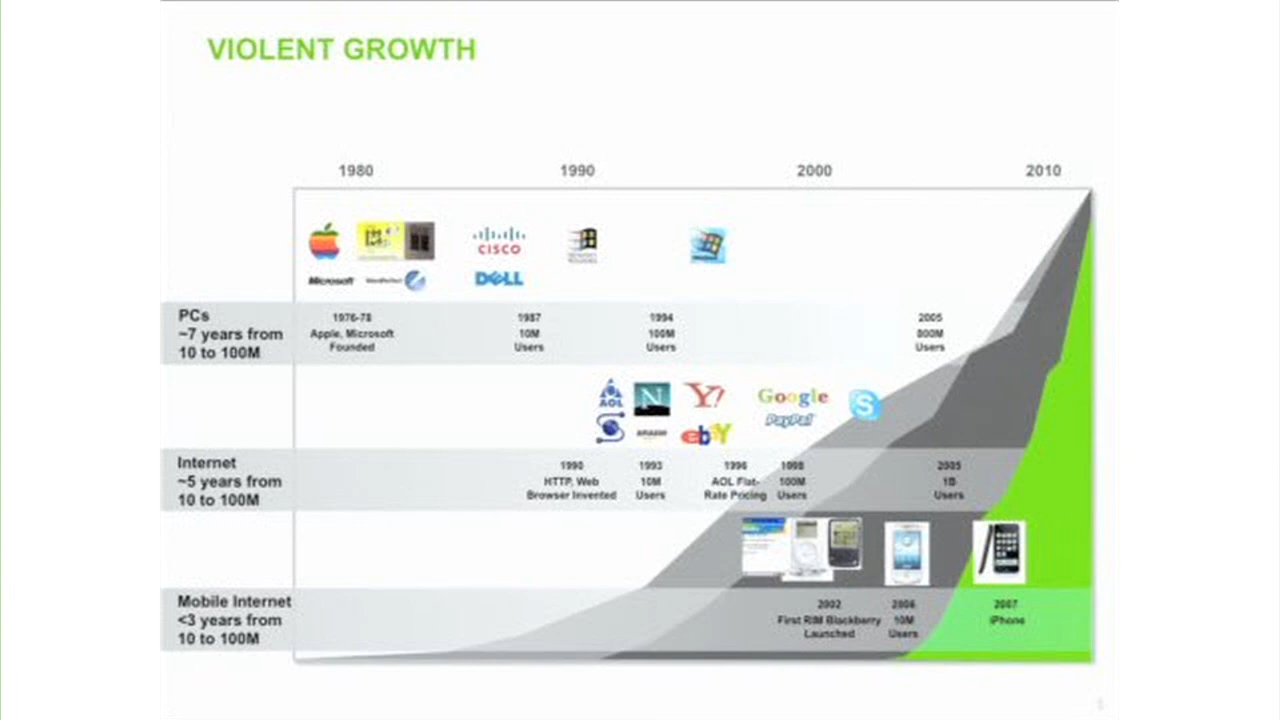 VIOLENT GROWTH
1980 1990 2000 2010
CISCO
Microsoft WordPerfect DELL
PCs
~7 years from
10 to 100M
1976-78 1987 1994 2005
Apple, Microsoft 10M 100M 800M
Founded Users Users Users
AOL N Y! Google S
amazon ebY PayPal
Internet
~5 years from
10 to 100M
1990 1993 1996 1998 2005
HTTP, Web 10M AOL Flat- 100M 1B
Browser Invented Users Rate Pricing Users Users
Mobile Internet
<3 years from
10 to 100M
2002 2006 2007
First RIM Blackberry 10M iPhone
Launched Users